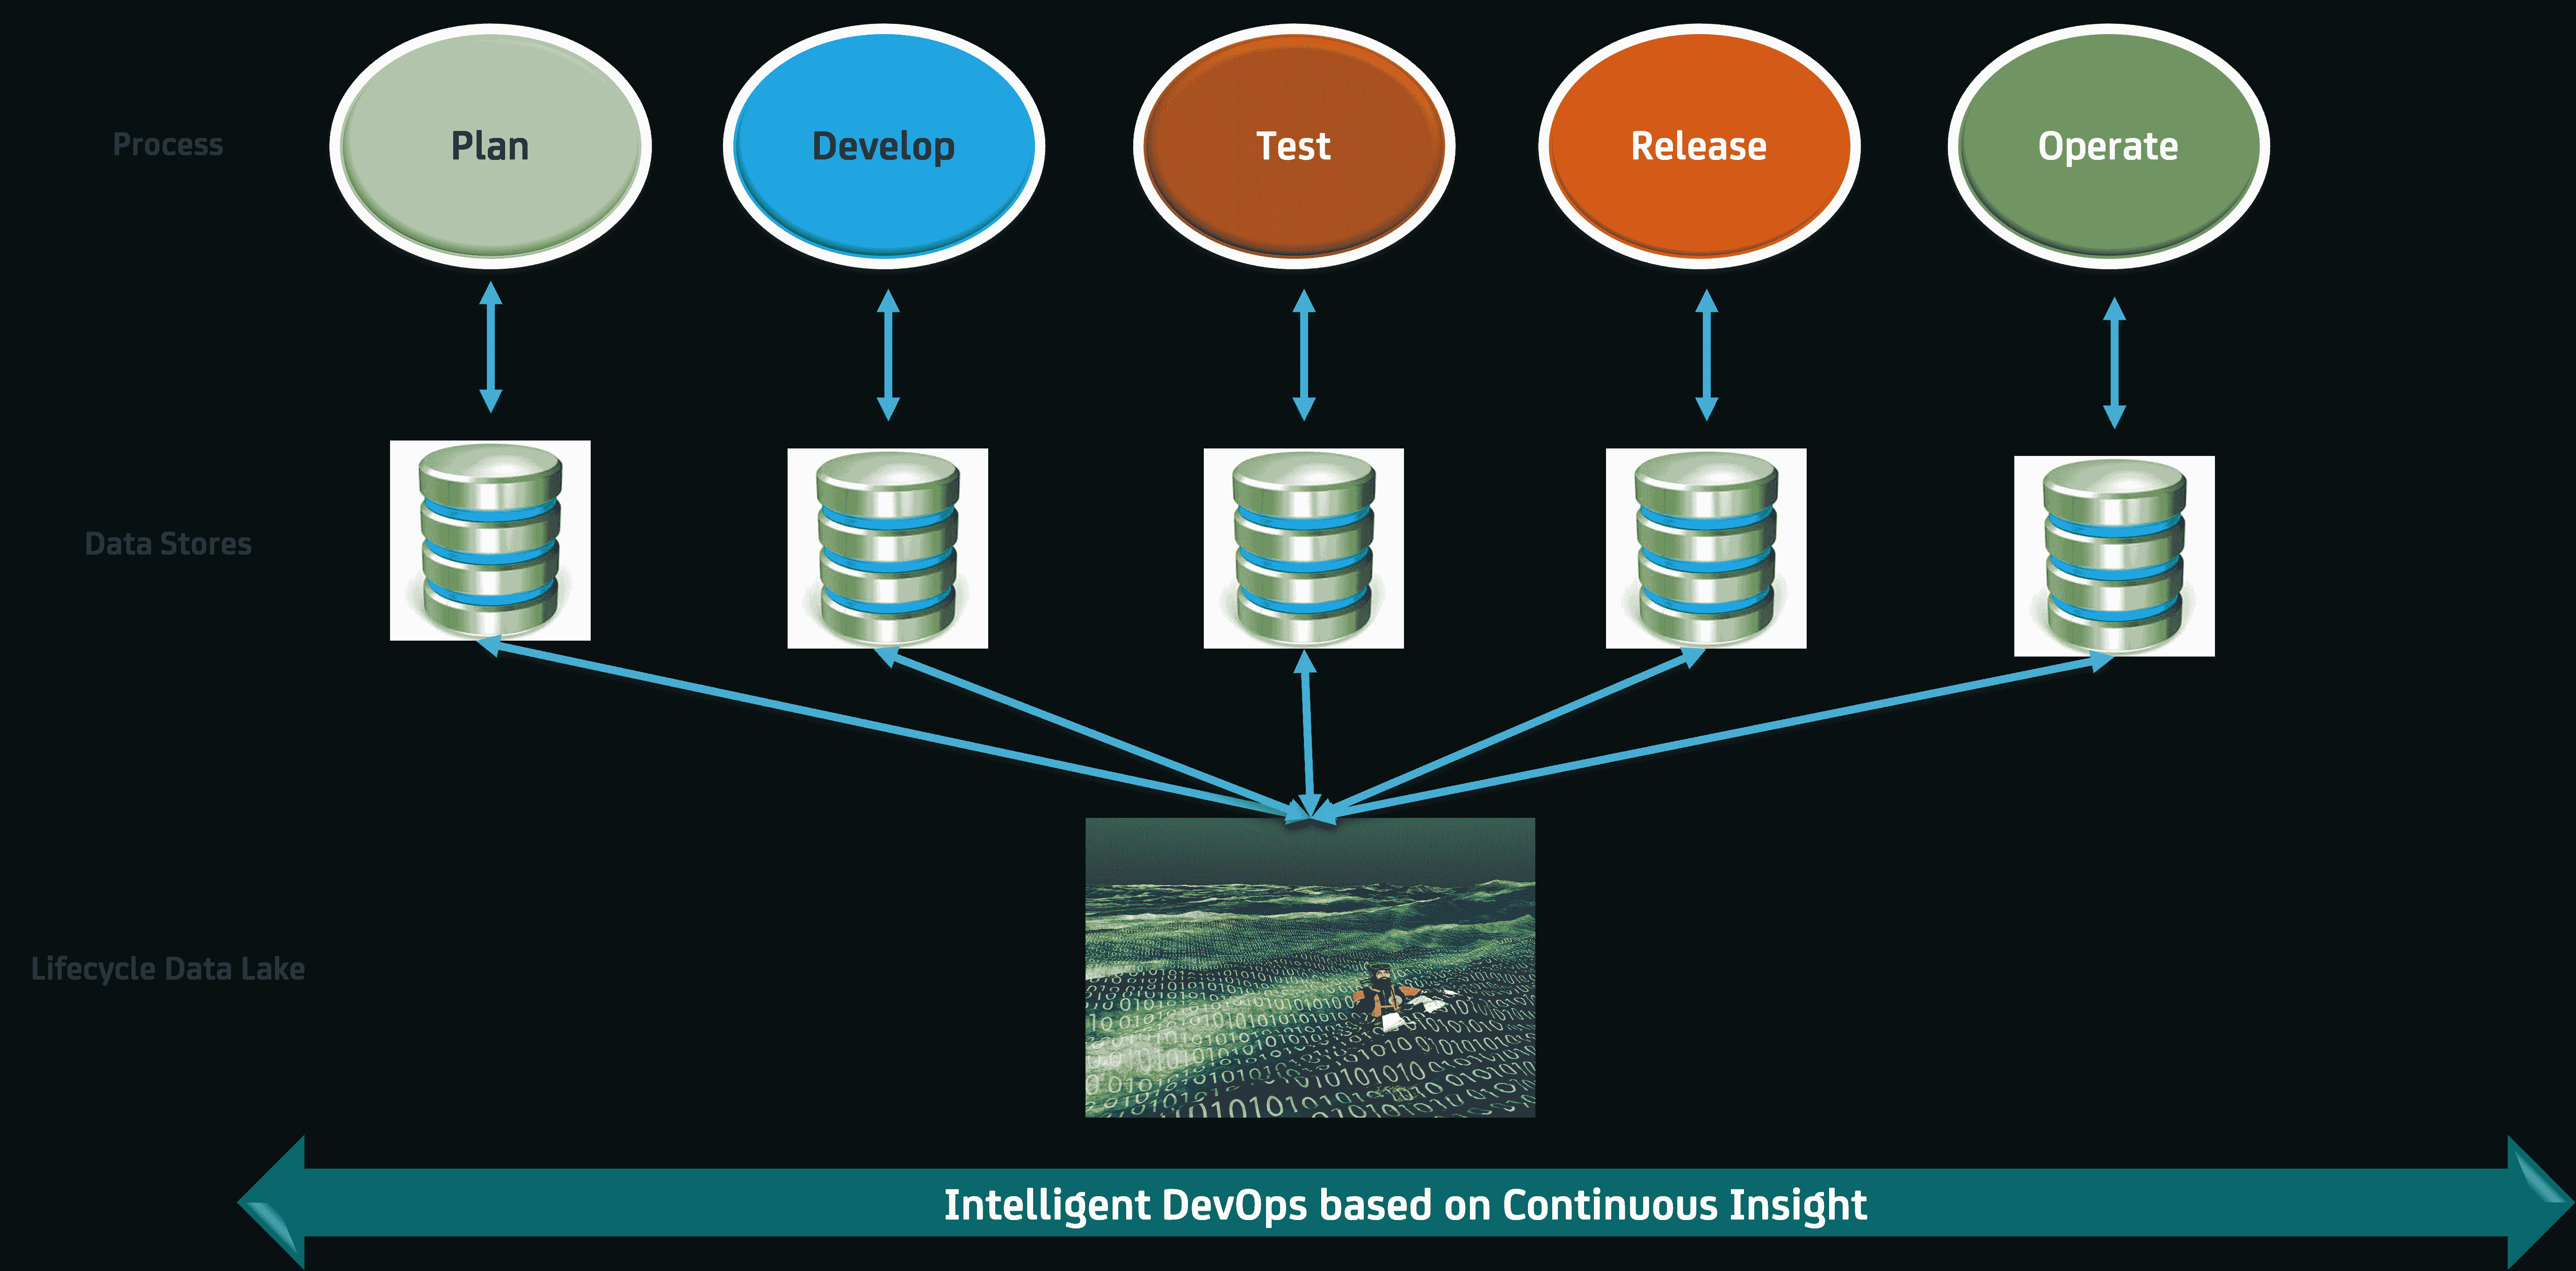 Process
Plan
Develop
Test
Release
Operate
Data Stores
Lifecycle Data Lake
Intelligent DevOps based on Continuous Insight